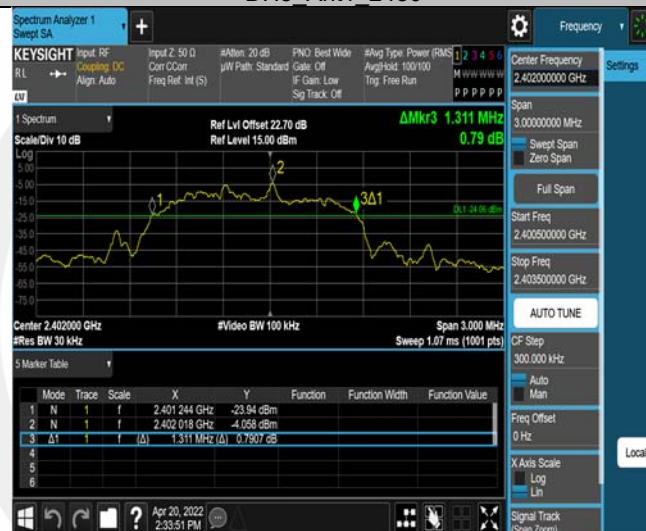 Spectrum Analyzer 1
Swept SA
+
Frequency
KEYSIGHT
RL
Input: RF
Coupling: DC
Align: Auto
Input Z: 50 Ω
Corr CCorr
Freq Ref: Int (S)
#Atten: 20 dB
µW Path: Standard
PNO: Best Wide
Gate: Off
IF Gain: Low
Sig Track: Off
#Avg Type: Power (RMS
Avg|Hold: 100/100
Trig: Free Run
1 2 3 4 5 6
M W W W W W
P P P P P P
1 Spectrum
Scale/Div 10 dB
Log
Ref Lvl Offset 22.70 dB
Ref Level 15.00 dBm
ΔMkr3 1.311 MHz
0.79 dB
5.00
-5.00
-15.0
-25.0
-35.0
-45.0
-55.0
-65.0
-75.0
1
2
3Δ1
DL1 -24.06 dBm
Center 2.402000 GHz
#Res BW 30 kHz
#Video BW 100 kHz
Span 3.000 MHz
Sweep 1.07 ms (1001 pts)
5 Marker Table
Mode Trace Scale X Y Function Function Width Function Value
1 N 1 f 2.401 244 GHz -23.94 dBm
2 N 1 f 2.402 018 GHz -4.058 dBm
3 Δ1 1 f (Δ) 1.311 MHz (Δ) 0.7907 dB
4
5
6
?
Apr 20, 2022
2:33:51 PM
Center Frequency
2.402000000 GHz
Settings
Span
3.00000000 MHz
Swept Span
Zero Span
Full Span
Start Freq
2.400500000 GHz
Stop Freq
2.403500000 GHz
AUTO TUNE
CF Step
300.000 kHz
Auto
Man
Freq Offset
0 Hz
X Axis Scale
Log
Lin
Local
Signal Track
(Span Zoom)